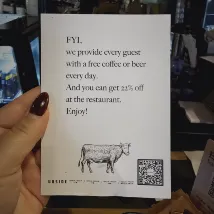 FYI,
we provide every guest
with a free coffee or beer
every day.
And you can get 22% off
at the restaurant.
Enjoy!